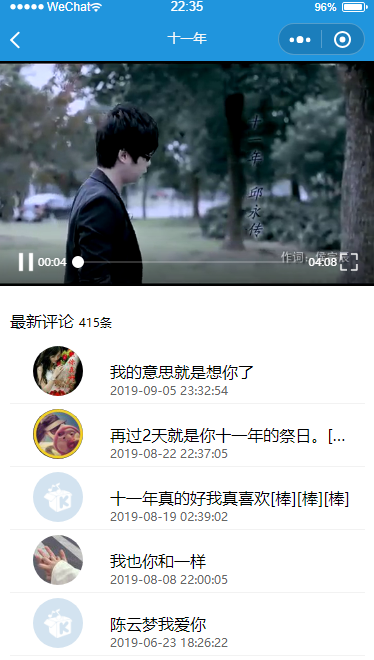 WeChat
22:35
96%
十一年
十一年 邱永传
作词：侯宝辰
00:04
04:08
最新评论 415条
我的意思就是想你了
2019-09-05 23:32:54
再过2天就是你十一年的祭日。[...
2019-08-22 22:37:05
十一年真的好我真喜欢[棒][棒][棒]
2019-08-19 02:39:02
我也你和一样
2019-08-08 22:00:05
陈云梦我爱你
2019-06-23 18:26:22